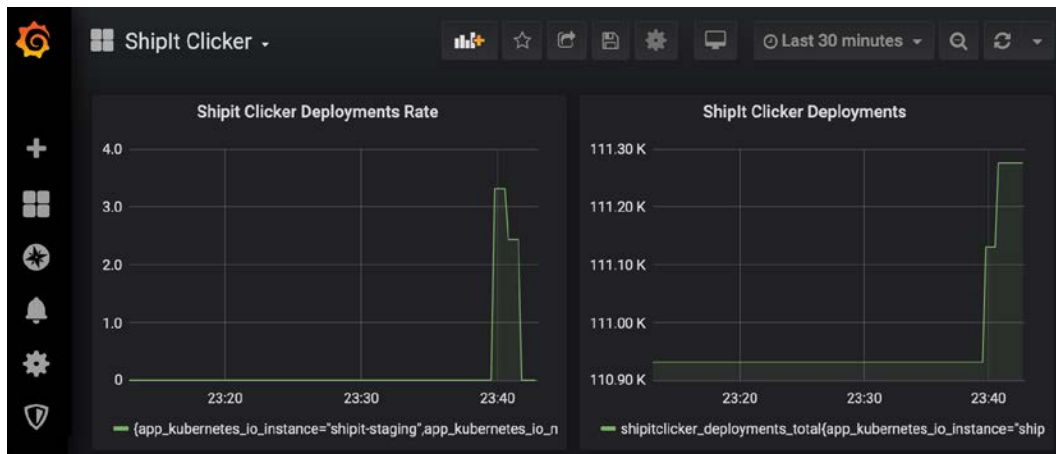 ShipIt Clicker
Last 30 minutes
Shipit Clicker Deployments Rate
4.0
3.0
2.0
1.0
0
23:20 23:30 23:40
{app_kubernetes_io_instance="shipit-staging",app_kubernetes_io_n
ShipIt Clicker Deployments
111.30 K
111.20 K
111.10 K
111.00 K
110.90 K
23:20 23:30 23:40
shipitclicker_deployments_total{app_kubernetes_io_instance="ship